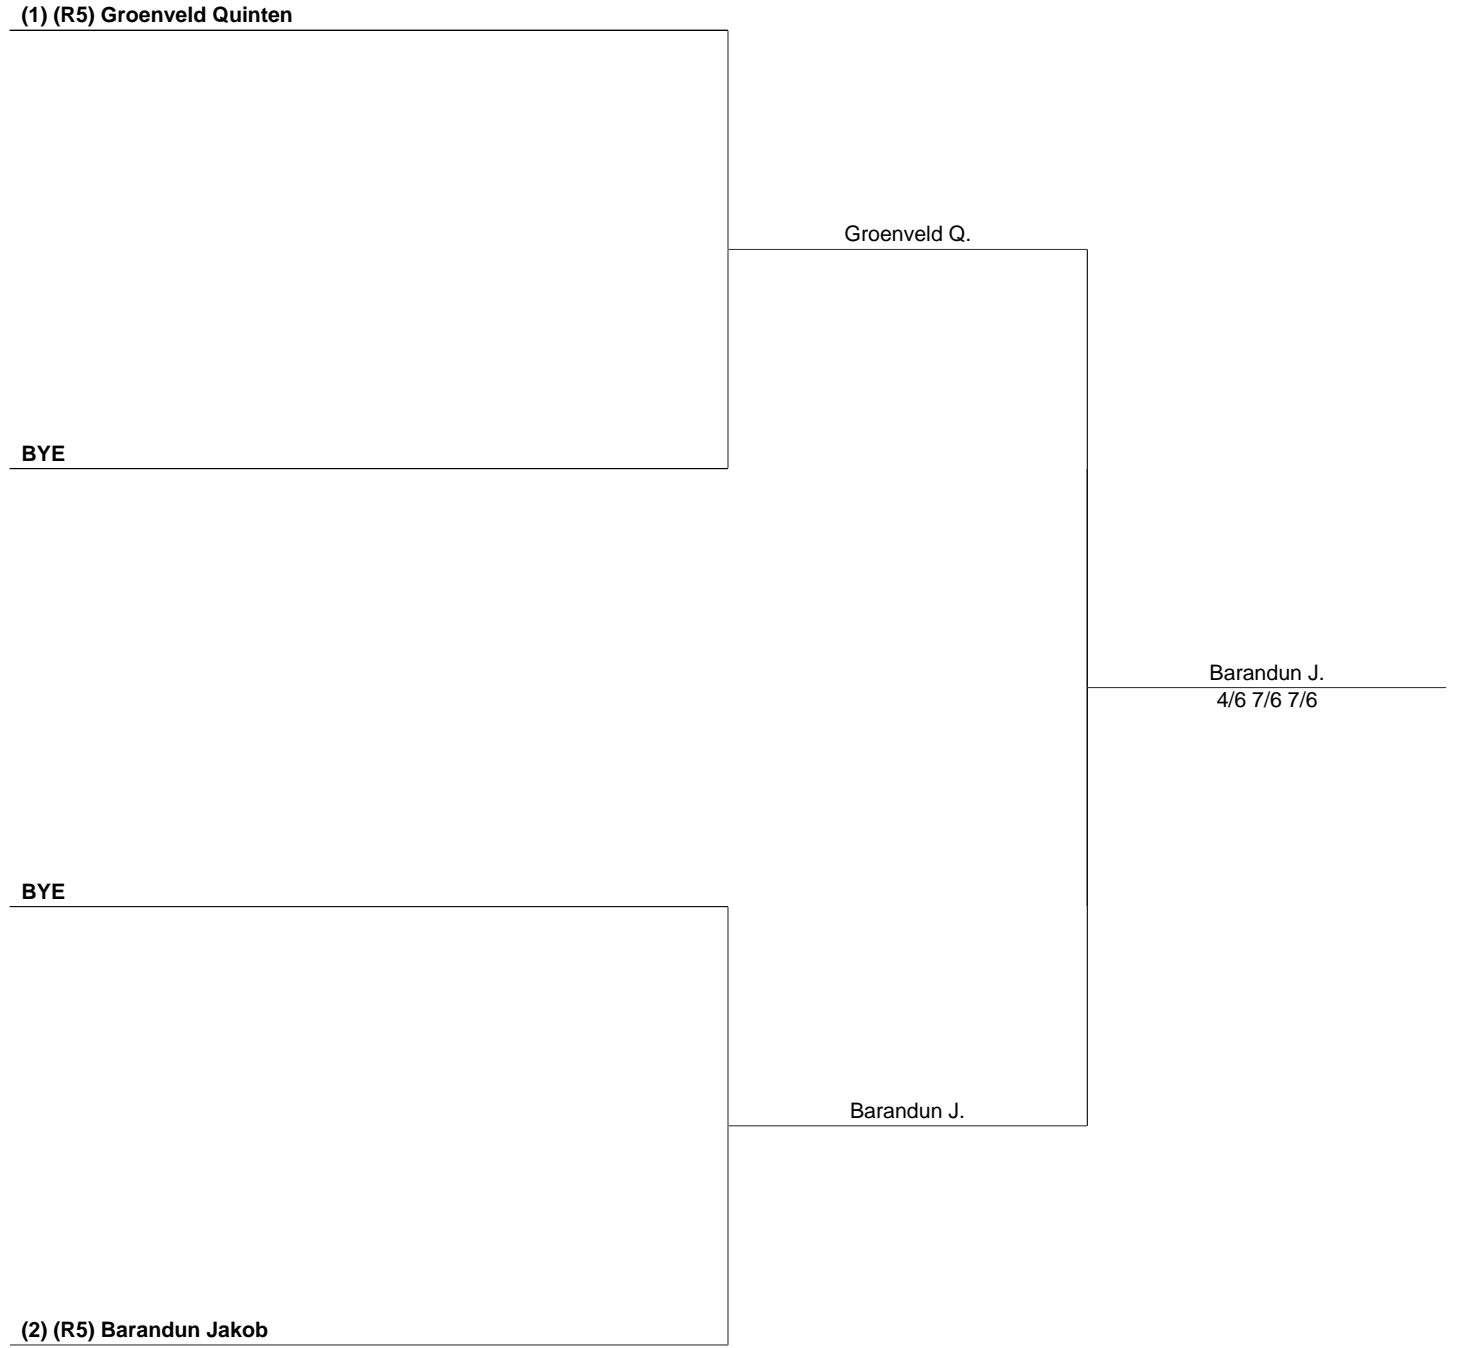 (1) (R5) Groenveld Quinten
Groenveld Q.
BYE
Barandun J.
4/6 7/6 7/6
BYE
Barandun J.
(2) (R5) Barandun Jakob